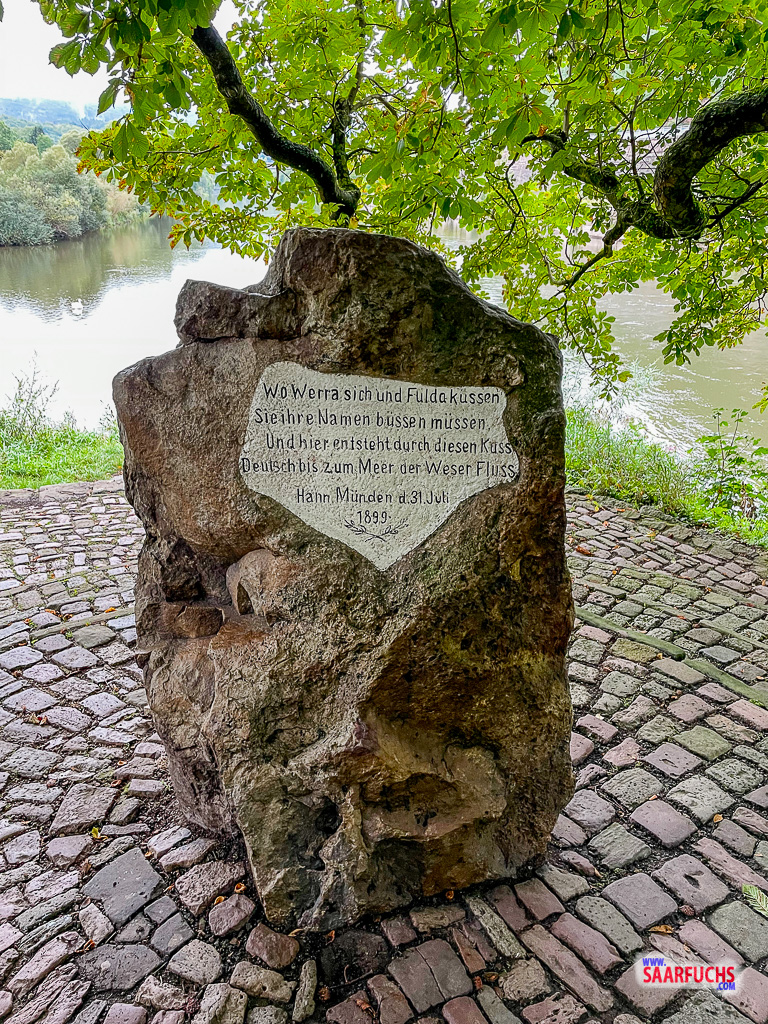 Wo Werra sich und Fulda küssen
Sie ihre Namen büssen müssen,
Und hier entsteht durch diesen Kuss
Deutsch bis zum Meer der Weser Fluss.
Hann. Münden d. 31. Juli
1899.
www.
SAARFUCHS
.com